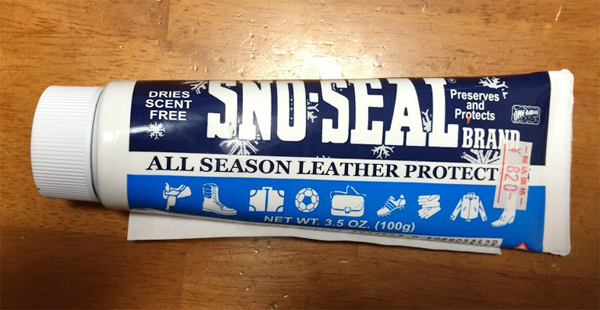 DRIES
SCENT
FREE
SNO-SEAL
Preserves
and
Protects
BRAND
ALL SEASON LEATHER PROTECT
NET WT. 3.5 OZ. (100g)
¥ 820